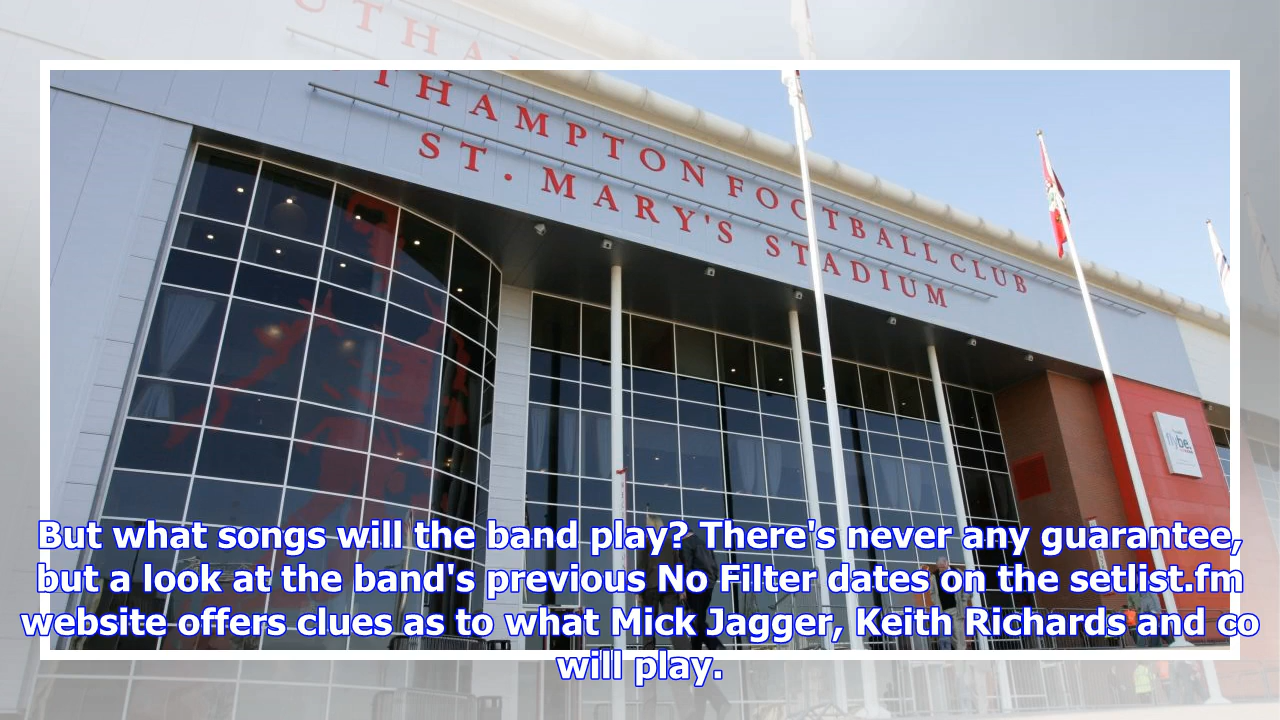 UTHAMPTON FOOTBALL CLUB
ST. MARY'S STADIUM
flybe.
But what songs will the band play? There's never any guarantee,
but a look at the band's previous No Filter dates on the setlist.fm
website offers clues as to what Mick Jagger, Keith Richards and co
will play.